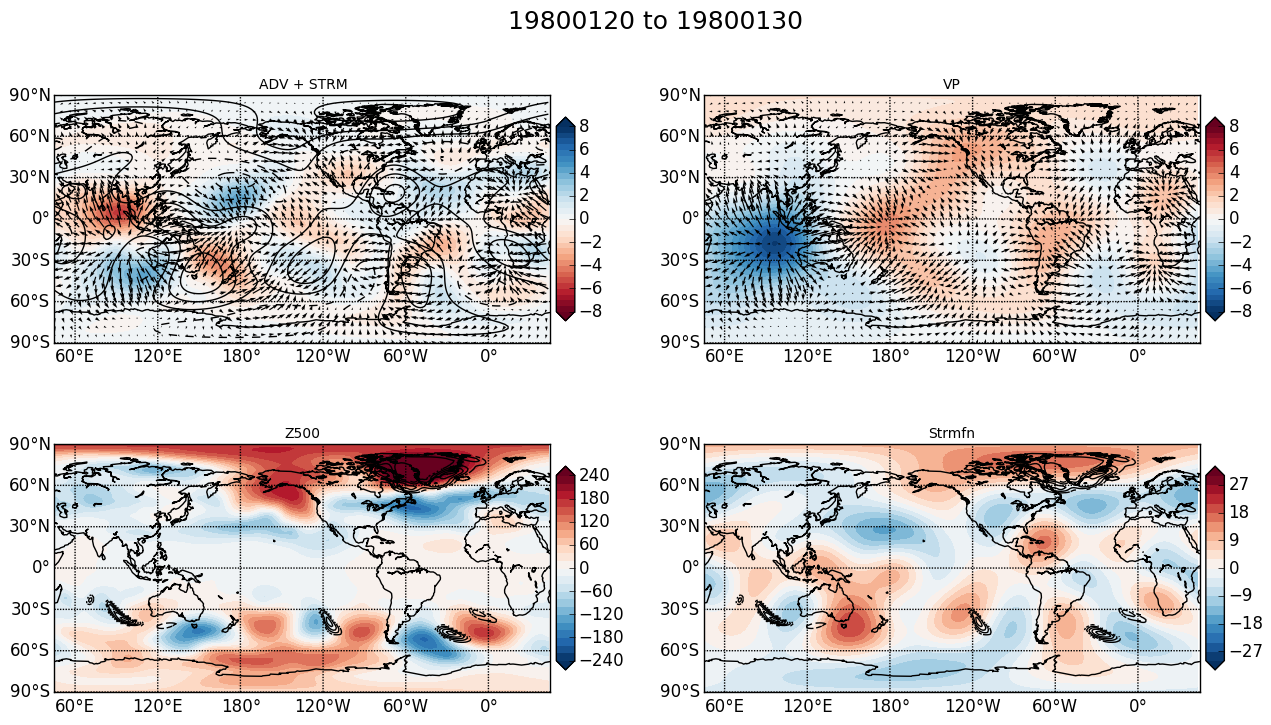 19800120 to 19800130
ADV + STRM
90°N
60°N
30°N
0°
30°S
60°S
90°S
60°E 120°E 180° 120°W 60°W 0°
8
6
4
2
0
−2
−4
−6
−8
VP
90°N
60°N
30°N
0°
30°S
60°S
90°S
60°E 120°E 180° 120°W 60°W 0°
8
6
4
2
0
−2
−4
−6
−8
Z500
90°N
60°N
30°N
0°
30°S
60°S
90°S
60°E 120°E 180° 120°W 60°W 0°
240
180
120
60
0
−60
−120
−180
−240
Strmfn
90°N
60°N
30°N
0°
30°S
60°S
90°S
60°E 120°E 180° 120°W 60°W 0°
27
18
9
0
−9
−18
−27